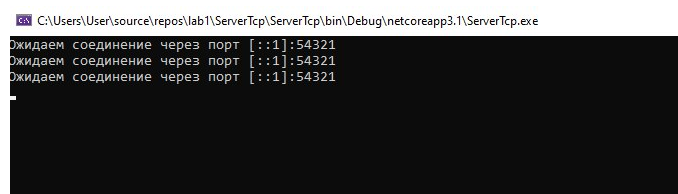 C:\Users\User\source\repos\lab1\ServerTcp\ServerTcp\bin\Debug\netcoreapp3.1\ServerTcp.exe
Ожидаем соединение через порт [::1]:54321
Ожидаем соединение через порт [::1]:54321
Ожидаем соединение через порт [::1]:54321